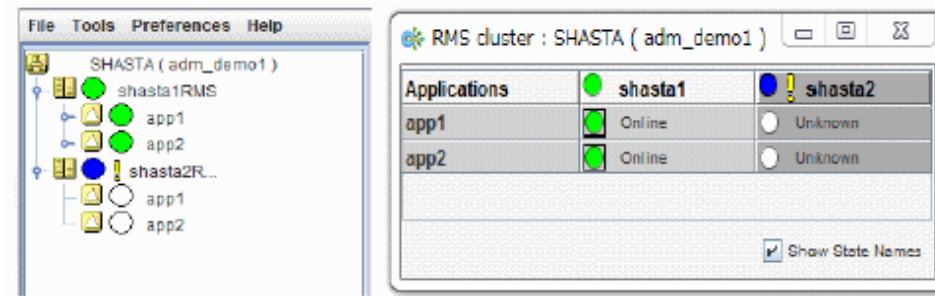 File Tools Preferences Help
SHASTA ( adm_demo1 )
shasta1RMS
app1
app2
shasta2R...
app1
app2
RMS cluster : SHASTA ( adm_demo1 )
Applications shasta1 shasta2
app1 Online Unknown
app2 Online Unknown
Show State Names